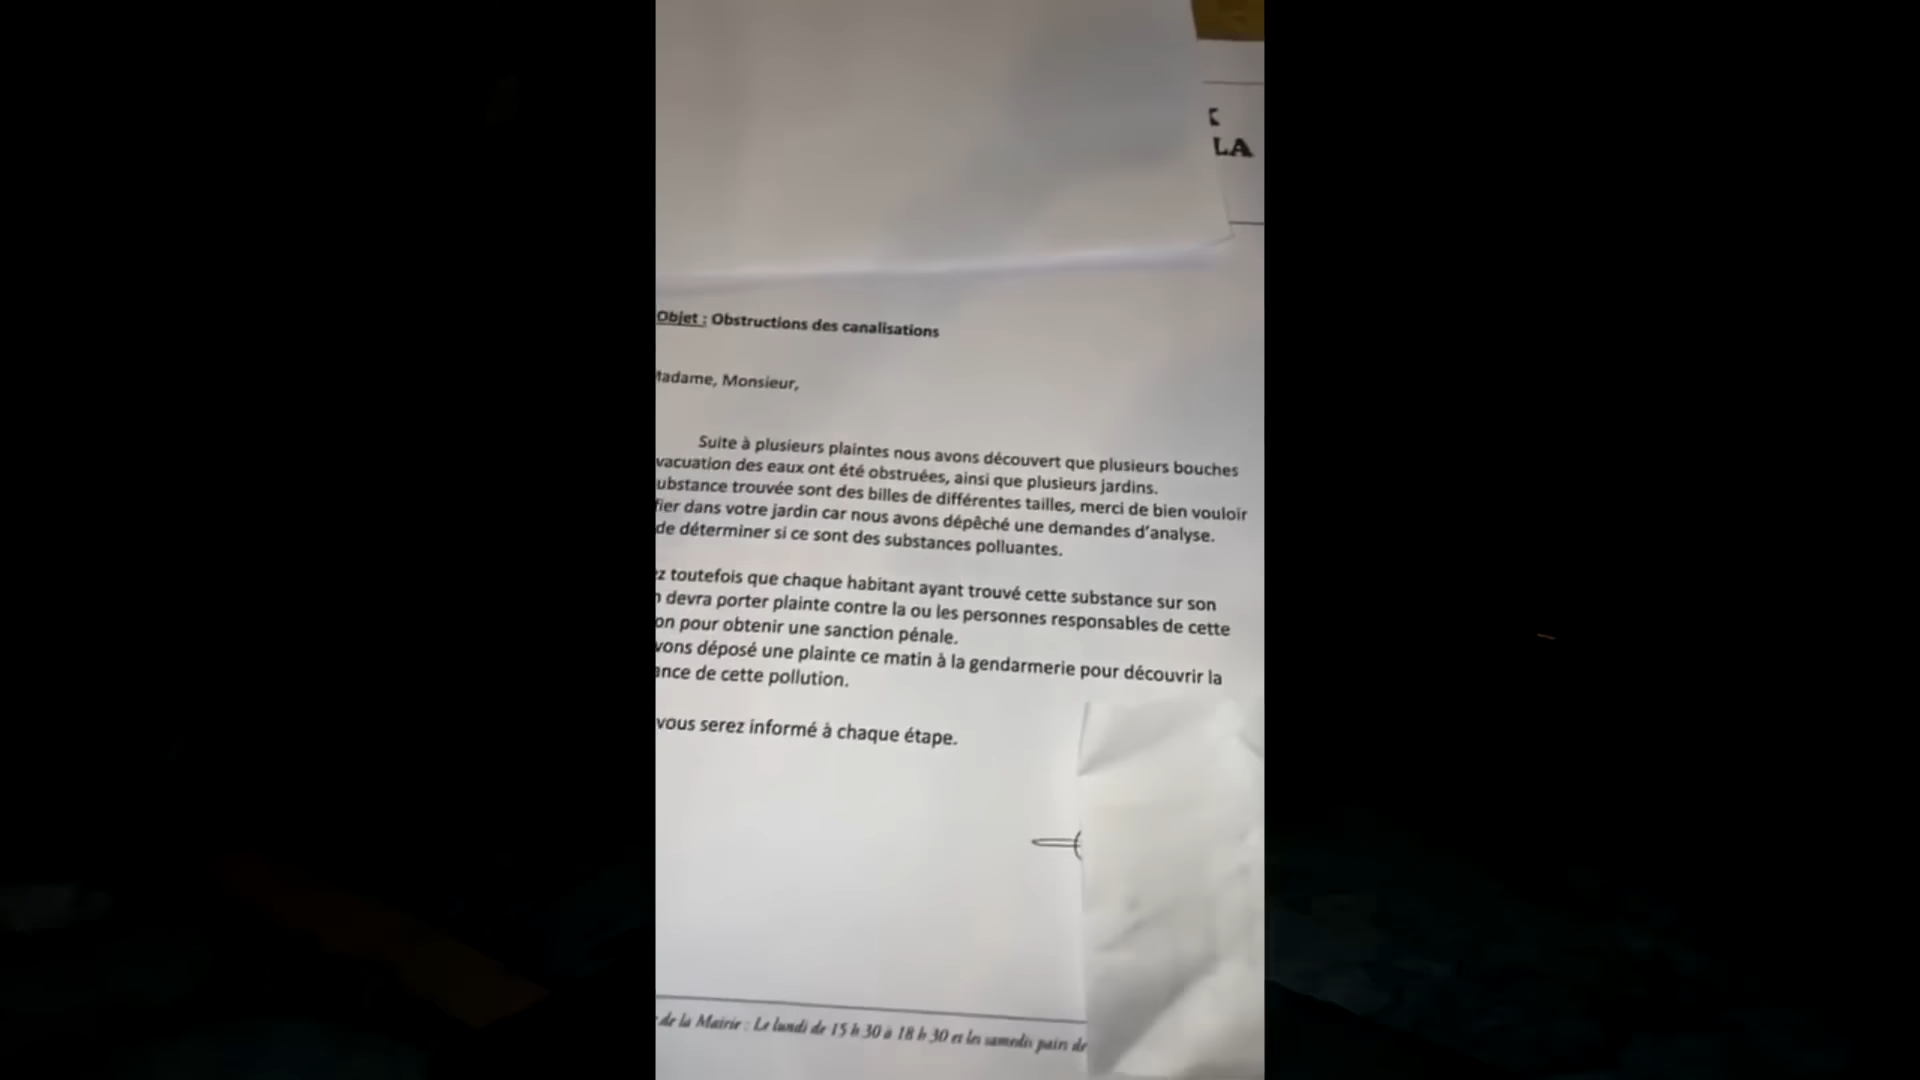 LA
Objet : Obstructions des canalisations
Madame, Monsieur,
Suite à plusieurs plaintes nous avons découvert que plusieurs bouches
vacuation des eaux ont été obstruées, ainsi que plusieurs jardins.
ubstance trouvée sont des billes de différentes tailles, merci de bien vouloir
fier dans votre jardin car nous avons dépêché une demandes d'analyse.
de déterminer si ce sont des substances polluantes.
z toutefois que chaque habitant ayant trouvé cette substance sur son
devra porter plainte contre la ou les personnes responsables de cette
on pour obtenir une sanction pénale.
vons déposé une plainte ce matin à la gendarmerie pour découvrir la
ance de cette pollution.
vous serez informé à chaque étape.
de la Mairie : Le lundi de 15 h 30 à 18 h 30 et les samedis pairs de